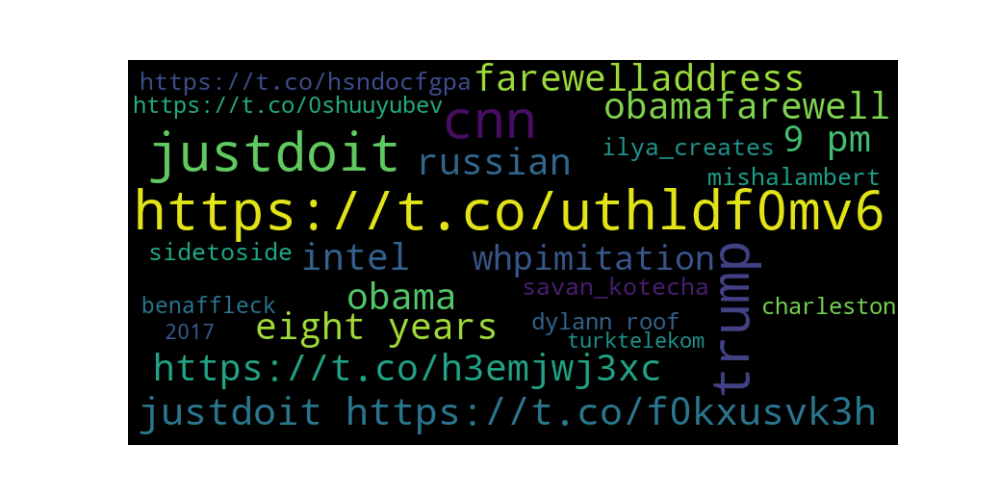 https://t.co/hsndocfgpa
farewelladdress
https://t.co/0shuuyubev
cnn
obamafarewell
justdoit
russian
ilya_creates
9 pm
mishalambert
https://t.co/uthldf0mv6
sidetoside
intel
whpimitation
trump
savan_kotecha
benaffleck
obama
charleston
2017
eight years
dylann roof
turktelekom
https://t.co/h3emjwj3xc
justdoit https://t.co/f0kxusvk3h